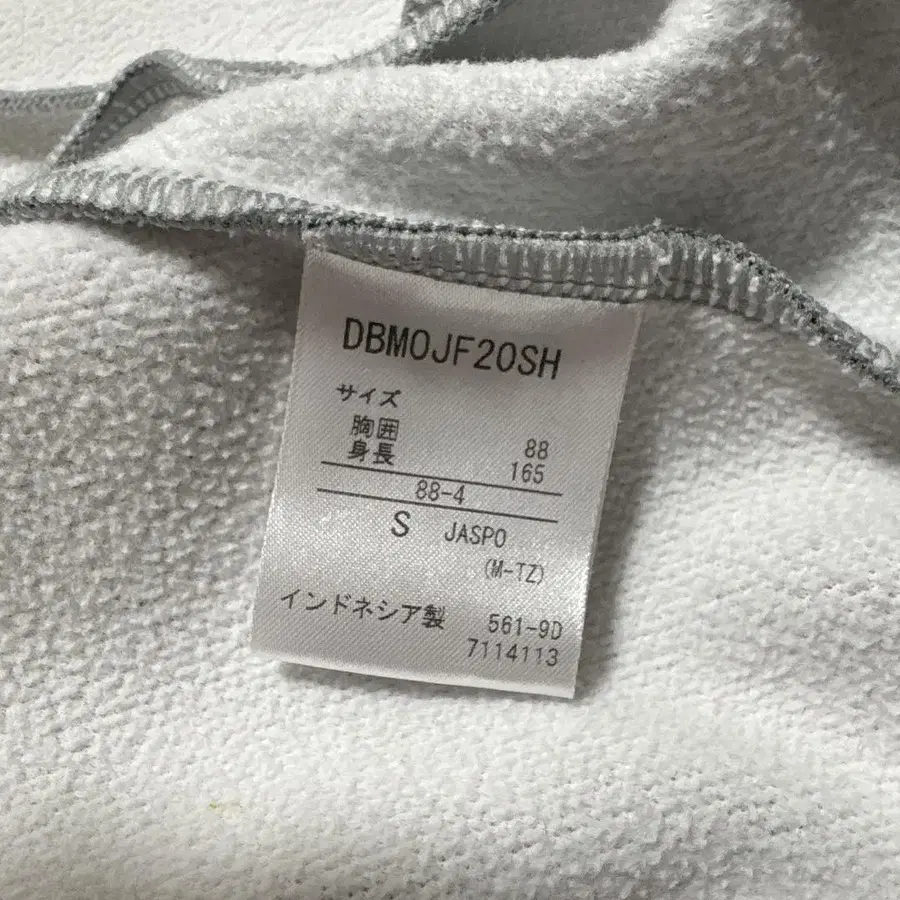 DBMOJF20SH
サイズ
胸囲 88
身長 165
88-4
S JASPO
(M-TZ)
インドネシア製 561-9D
7114113